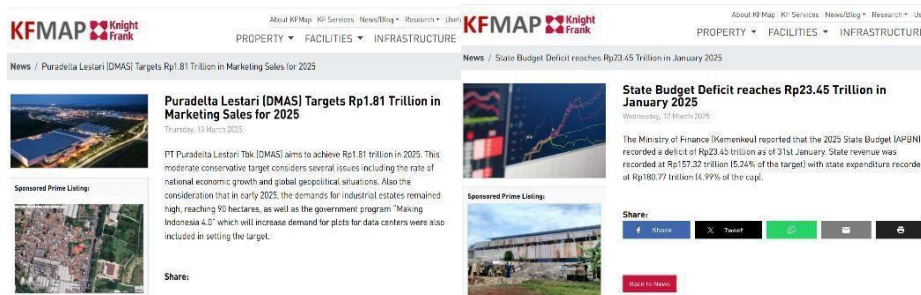 KFMAP Knight Frank
About KFMap KF Services News/Blog Research
PROPERTY FACILITIES INFRASTRUCTURE
News / Puradelta Lestari (DMAS) Targets Rp1.81 Trillion in Marketing Sales for 2025
Puradelta Lestari (DMAS) Targets Rp1.81 Trillion in
Marketing Sales for 2025
Thursday, 13 March 2025
PT Puradelta Lestari Tbk (DMAS) aims to achieve Rp1.81 trillion in 2025. This
moderate conservative target considers several issues including the rate of
national economic growth and global geopolitical situations. Also the
consideration that in early 2025, the demands for industrial estates remained
high, reaching 90 hectares, as well as the government program "Making
Indonesia 4.0" which will increase demand for plots for data centers were also
included in setting the target.
Sponsored Prime Listing:
Share:
KFMAP Knight Frank
About KFMap KF Services News/Blog Research
PROPERTY FACILITIES INFRASTRUCTURE
News / State Budget Deficit reaches Rp23.45 Trillion in January 2025
State Budget Deficit reaches Rp23.45 Trillion in
January 2025
Wednesday, 12 March 2025
The Ministry of Finance (Kemenkeu) reported that the 2025 State Budget (APBN)
recorded a deficit of Rp23.45 trillion as of 31st January. State revenue was
recorded at Rp157.32 trillion (5.24% of the target) with state expenditure recorde
at Rp180.77 trillion (4.99% of the cap).
Sponsored Prime Listing:
Share:
Share Tweet
Back to News